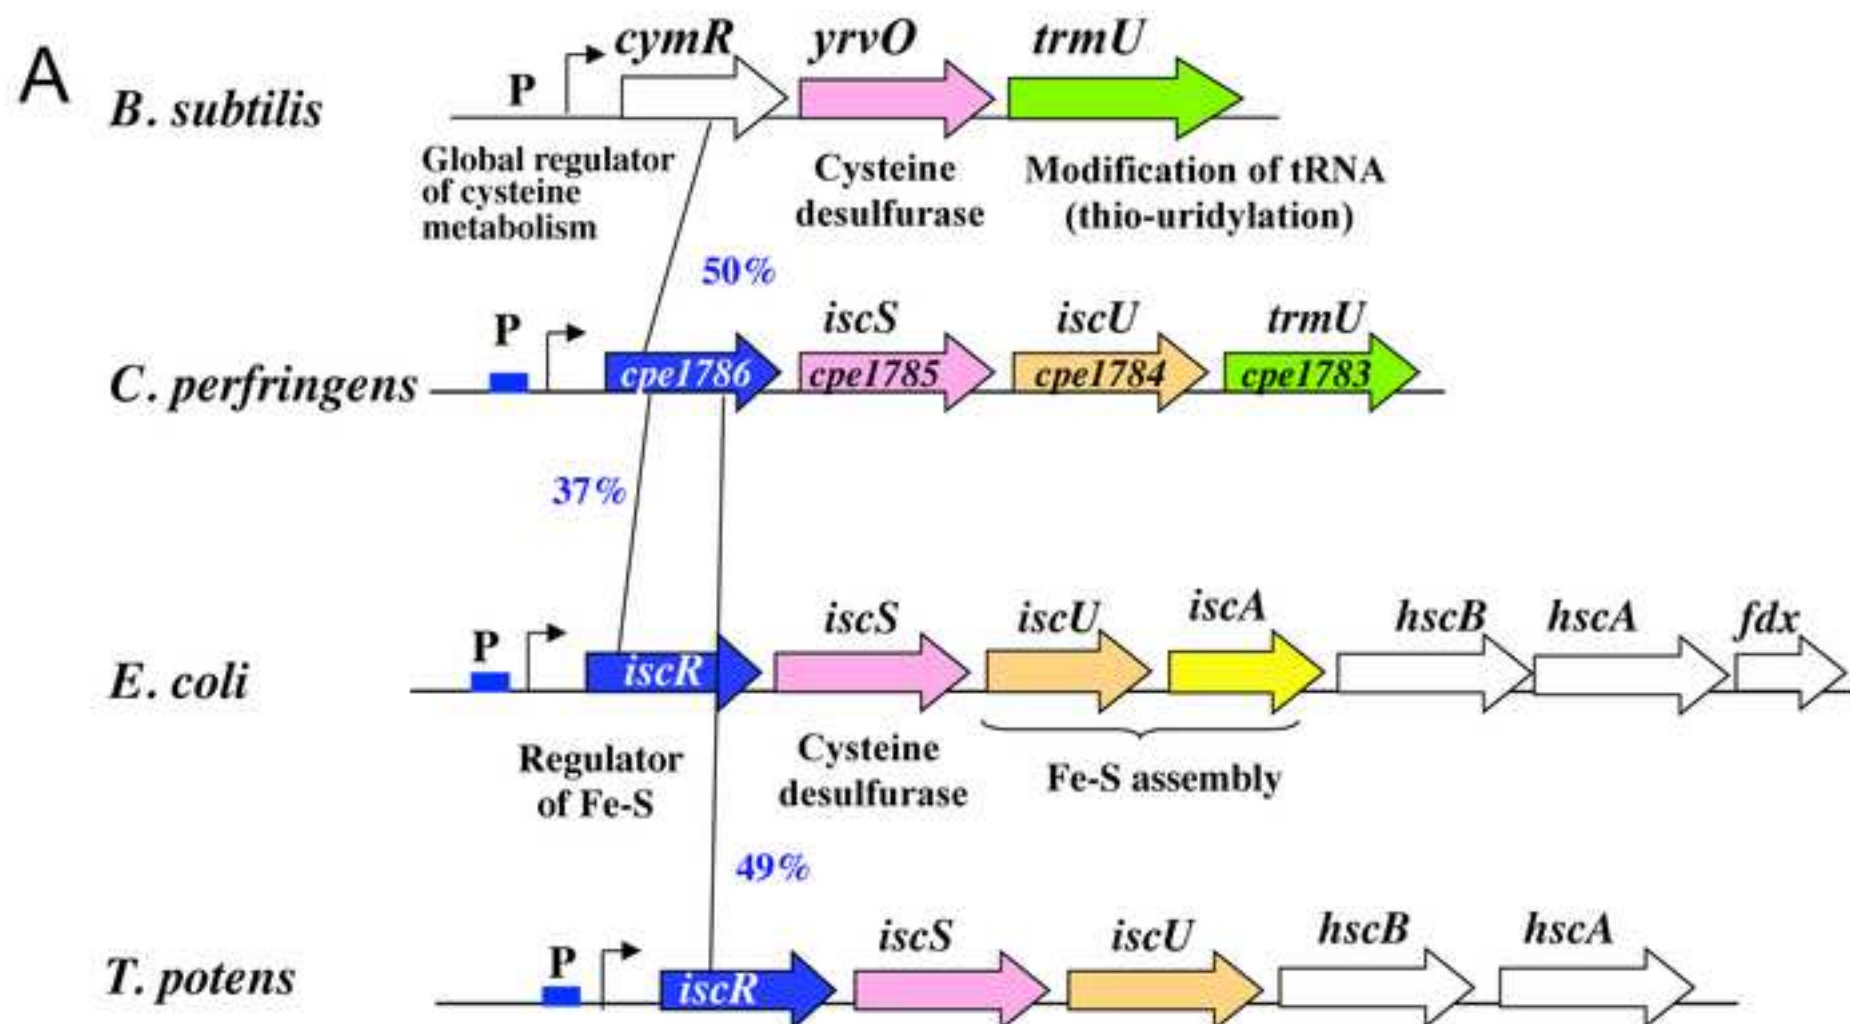 A
cymR yrvO trmU
P
B. subtilis
Global regulator
of cysteine
metabolism
Cysteine
desulfurase
Modification of tRNA
(thio-uridylation)
50%
iscS iscU trmU
P
C. perfringens
cpe1786 cpe1785 cpe1784 cpe1783
37%
iscS iscU iscA hscB hscA fdx
P
E. coli
iscR
Regulator
of Fe-S
Cysteine
desulfurase
Fe-S assembly
49%
iscS iscU hscB hscA
P
T. potens
iscR